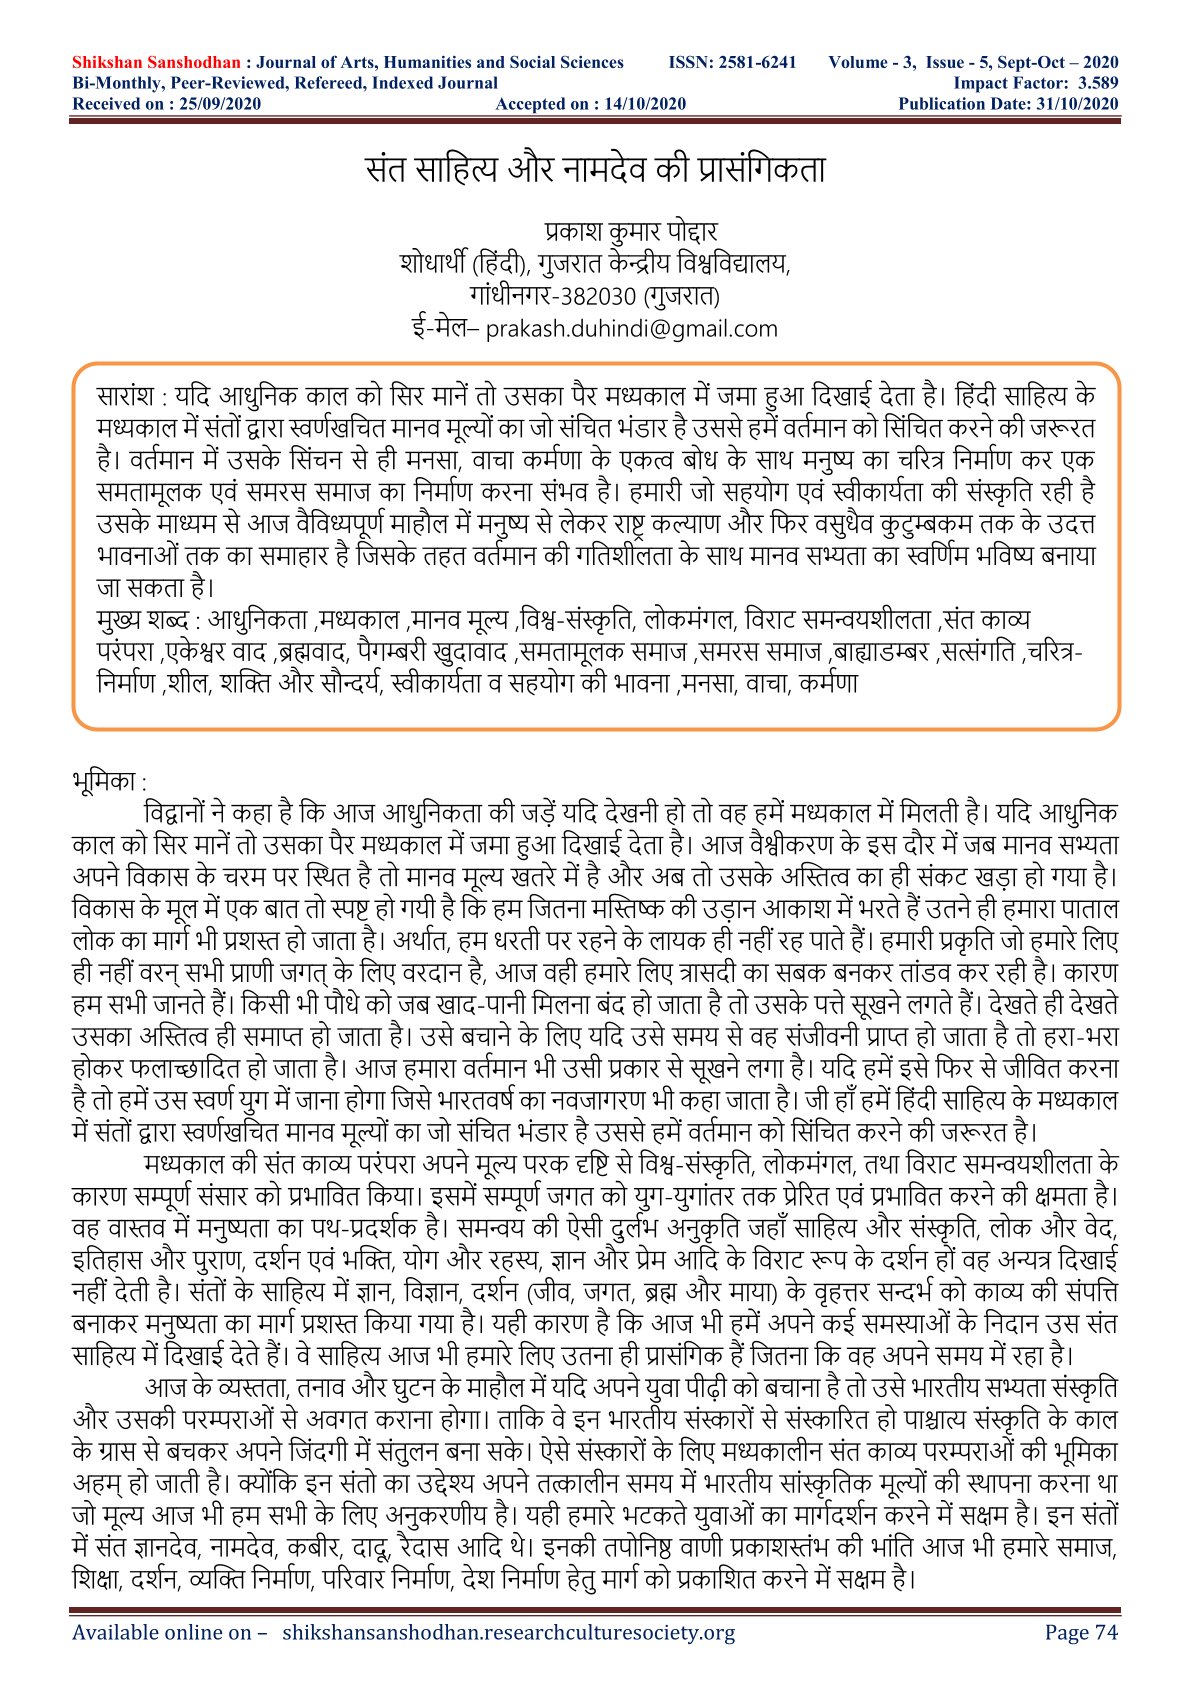 Shikshan Sanshodhan : Journal of Arts, Humanities and Social Sciences ISSN: 2581-6241 Volume - 3, Issue - 5, Sept-Oct – 2020
Bi-Monthly, Peer-Reviewed, Refereed, Indexed Journal Impact Factor: 3.589
Received on : 25/09/2020 Accepted on : 14/10/2020 Publication Date: 31/10/2020
संत साहित्य और नामदेव की प्रासंगिकता
प्रकाश कुमार पोद्दार
शोधार्थी (हिंदी), गुजरात केन्द्रीय विश्वविद्यालय,
गांधीनगर-382030 (गुजरात)
ई-मेल– prakash.duhindi@gmail.com
सारांश : यदि आधुनिक काल को सिर मानें तो उसका पैर मध्यकाल में जमा हुआ दिखाई देता है। हिंदी साहित्य के
मध्यकाल में संतों द्वारा स्वर्णखचित मानव मूल्यों का जो संचित भंडार है उससे हमें वर्तमान को सिंचित करने की जरूरत
है। वर्तमान में उसके सिंचन से ही मनसा, वाचा कर्मणा के एकत्व बोध के साथ मनुष्य का चरित्र निर्माण कर एक
समतामूलक एवं समरस समाज का निर्माण करना संभव है। हमारी जो सहयोग एवं स्वीकार्यता की संस्कृति रही है
उसके माध्यम से आज वैविध्यपूर्ण माहौल में मनुष्य से लेकर राष्ट्र कल्याण और फिर वसुधैव कुटुम्बकम तक के उदत्त
भावनाओं तक का समाहार है जिसके तहत वर्तमान की गतिशीलता के साथ मानव सभ्यता का स्वर्णिम भविष्य बनाया
जा सकता है।
मुख्य शब्द : आधुनिकता ,मध्यकाल ,मानव मूल्य ,विश्व-संस्कृति, लोकमंगल, विराट समन्वयशीलता ,संत काव्य
परंपरा ,एकेश्वर वाद ,ब्रह्मवाद, पैगम्बरी खुदावाद ,समतामूलक समाज ,समरस समाज ,बाह्याडम्बर ,सत्संगति ,चरित्र-
निर्माण ,शील, शक्ति और सौन्दर्य, स्वीकार्यता व सहयोग की भावना ,मनसा, वाचा, कर्मणा
भूमिका :
विद्वानों ने कहा है कि आज आधुनिकता की जड़ें यदि देखनी हो तो वह हमें मध्यकाल में मिलती है। यदि आधुनिक
काल को सिर मानें तो उसका पैर मध्यकाल में जमा हुआ दिखाई देता है। आज वैश्वीकरण के इस दौर में जब मानव सभ्यता
अपने विकास के चरम पर स्थित है तो मानव मूल्य खतरे में है और अब तो उसके अस्तित्व का ही संकट खड़ा हो गया है।
विकास के मूल में एक बात तो स्पष्ट हो गयी है कि हम जितना मस्तिष्क की उड़ान आकाश में भरते हैं उतने ही हमारा पाताल
लोक का मार्ग भी प्रशस्त हो जाता है। अर्थात, हम धरती पर रहने के लायक ही नहीं रह पाते हैं। हमारी प्रकृति जो हमारे लिए
ही नहीं वरन् सभी प्राणी जगत् के लिए वरदान है, आज वही हमारे लिए त्रासदी का सबक बनकर तांडव कर रही है। कारण
हम सभी जानते हैं। किसी भी पौधे को जब खाद-पानी मिलना बंद हो जाता है तो उसके पत्ते सूखने लगते हैं। देखते ही देखते
उसका अस्तित्व ही समाप्त हो जाता है। उसे बचाने के लिए यदि उसे समय से वह संजीवनी प्राप्त हो जाता है तो हरा-भरा
होकर फलाच्छादित हो जाता है। आज हमारा वर्तमान भी उसी प्रकार से सूखने लगा है। यदि हमें इसे फिर से जीवित करना
है तो हमें उस स्वर्ण युग में जाना होगा जिसे भारतवर्ष का नवजागरण भी कहा जाता है। जी हाँ हमें हिंदी साहित्य के मध्यकाल
में संतों द्वारा स्वर्णखचित मानव मूल्यों का जो संचित भंडार है उससे हमें वर्तमान को सिंचित करने की जरूरत है।
मध्यकाल की संत काव्य परंपरा अपने मूल्य परक दृष्टि से विश्व-संस्कृति, लोकमंगल, तथा विराट समन्वयशीलता के
कारण सम्पूर्ण संसार को प्रभावित किया। इसमें सम्पूर्ण जगत को युग-युगांतर तक प्रेरित एवं प्रभावित करने की क्षमता है।
वह वास्तव में मनुष्यता का पथ-प्रदर्शक है। समन्वय की ऐसी दुर्लभ अनुकृति जहाँ साहित्य और संस्कृति, लोक और वेद,
इतिहास और पुराण, दर्शन एवं भक्ति, योग और रहस्य, ज्ञान और प्रेम आदि के विराट रूप के दर्शन हों वह अन्यत्र दिखाई
नहीं देती है। संतों के साहित्य में ज्ञान, विज्ञान, दर्शन (जीव, जगत, ब्रह्म और माया) के वृहत्तर सन्दर्भ को काव्य की संपत्ति
बनाकर मनुष्यता का मार्ग प्रशस्त किया गया है। यही कारण है कि आज भी हमें अपने कई समस्याओं के निदान उस संत
साहित्य में दिखाई देते हैं। वे साहित्य आज भी हमारे लिए उतना ही प्रासंगिक हैं जितना कि वह अपने समय में रहा है।
आज के व्यस्तता, तनाव और घुटन के माहौल में यदि अपने युवा पीढ़ी को बचाना है तो उसे भारतीय सभ्यता संस्कृति
और उसकी परम्पराओं से अवगत कराना होगा। ताकि वे इन भारतीय संस्कारों से संस्कारित हो पाश्चात्य संस्कृति के काल
के ग्रास से बचकर अपने जिंदगी में संतुलन बना सके। ऐसे संस्कारों के लिए मध्यकालीन संत काव्य परम्पराओं की भूमिका
अहम् हो जाती है। क्योंकि इन संतो का उद्देश्य अपने तत्कालीन समय में भारतीय सांस्कृतिक मूल्यों की स्थापना करना था
जो मूल्य आज भी हम सभी के लिए अनुकरणीय है। यही हमारे भटकते युवाओं का मार्गदर्शन करने में सक्षम है। इन संतों
में संत ज्ञानदेव, नामदेव, कबीर, दादू, रैदास आदि थे। इनकी तपोनिष्ठ वाणी प्रकाशस्तंभ की भांति आज भी हमारे समाज,
शिक्षा, दर्शन, व्यक्ति निर्माण, परिवार निर्माण, देश निर्माण हेतु मार्ग को प्रकाशित करने में सक्षम है।
Available online on – shikshansanshodhan.researchculturesociety.org Page 74